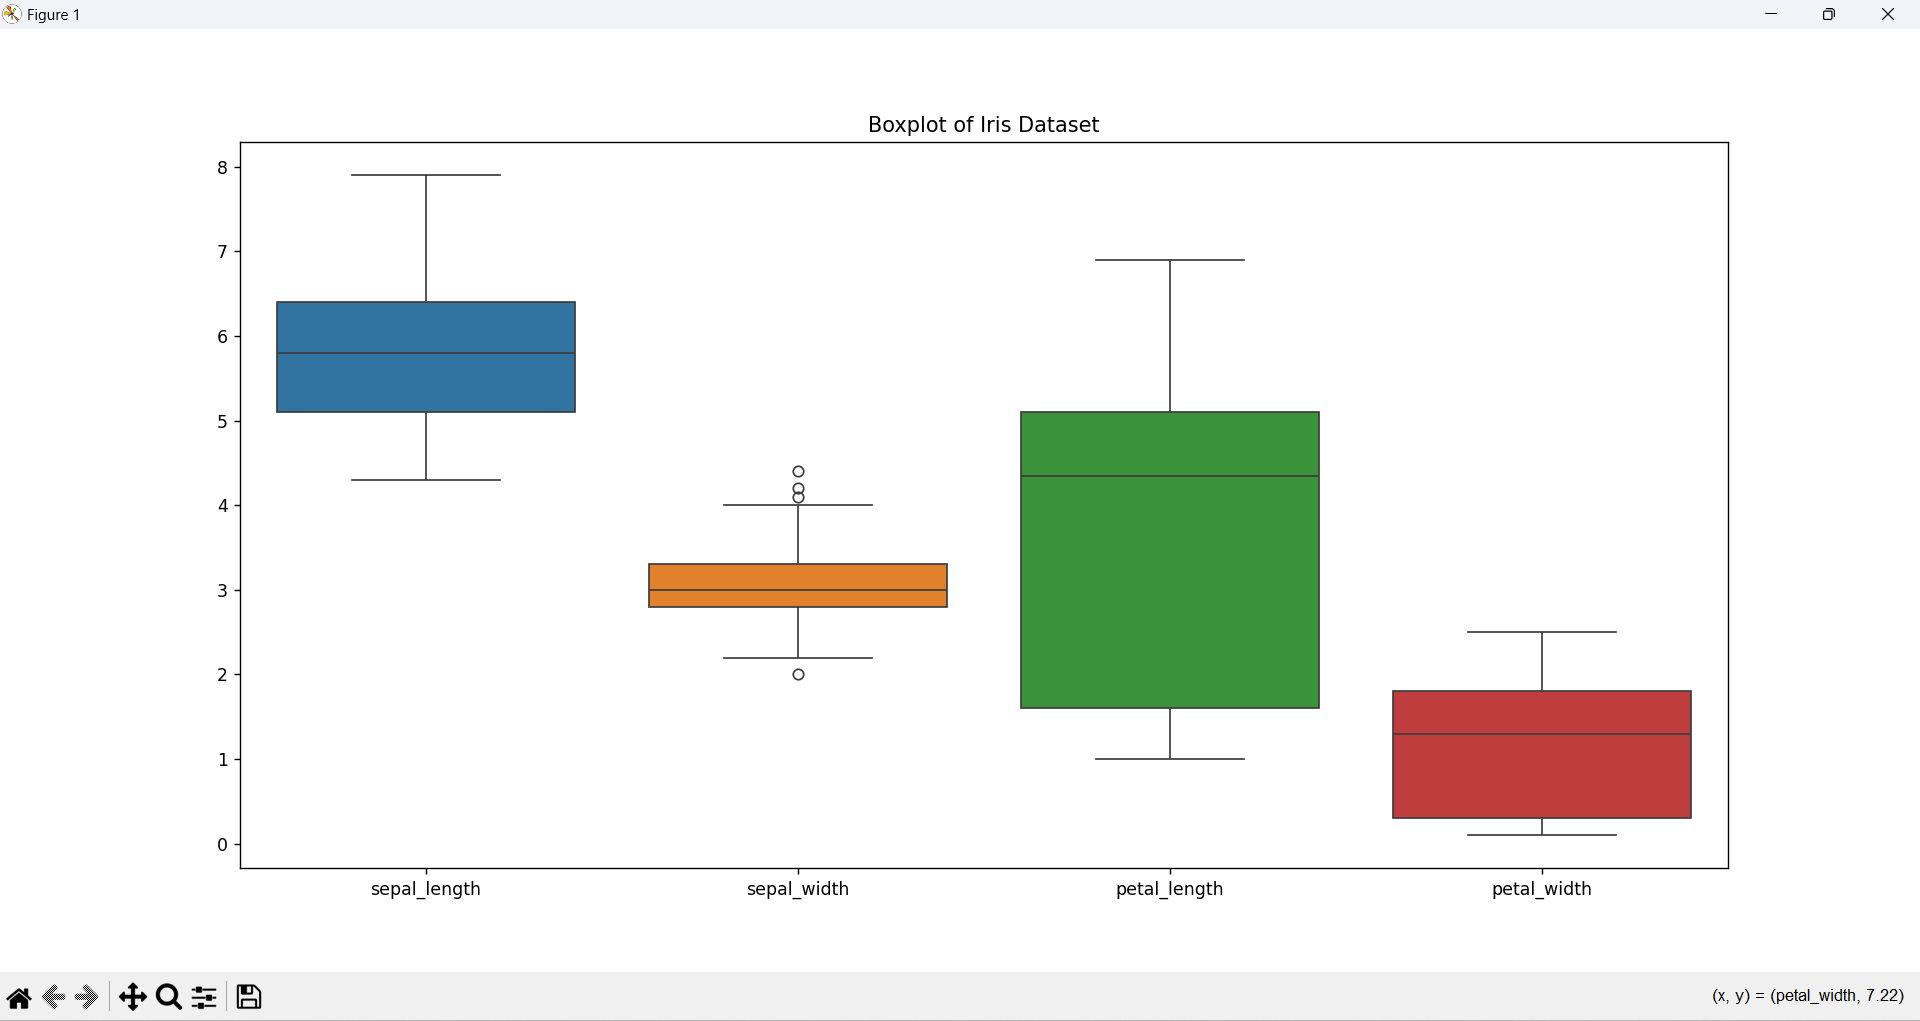 Figure 1
Boxplot of Iris Dataset
8
7
6
5
4
3
2
1
0
sepal_length sepal_width petal_length petal_width
(x, y) = (petal_width, 7.22)